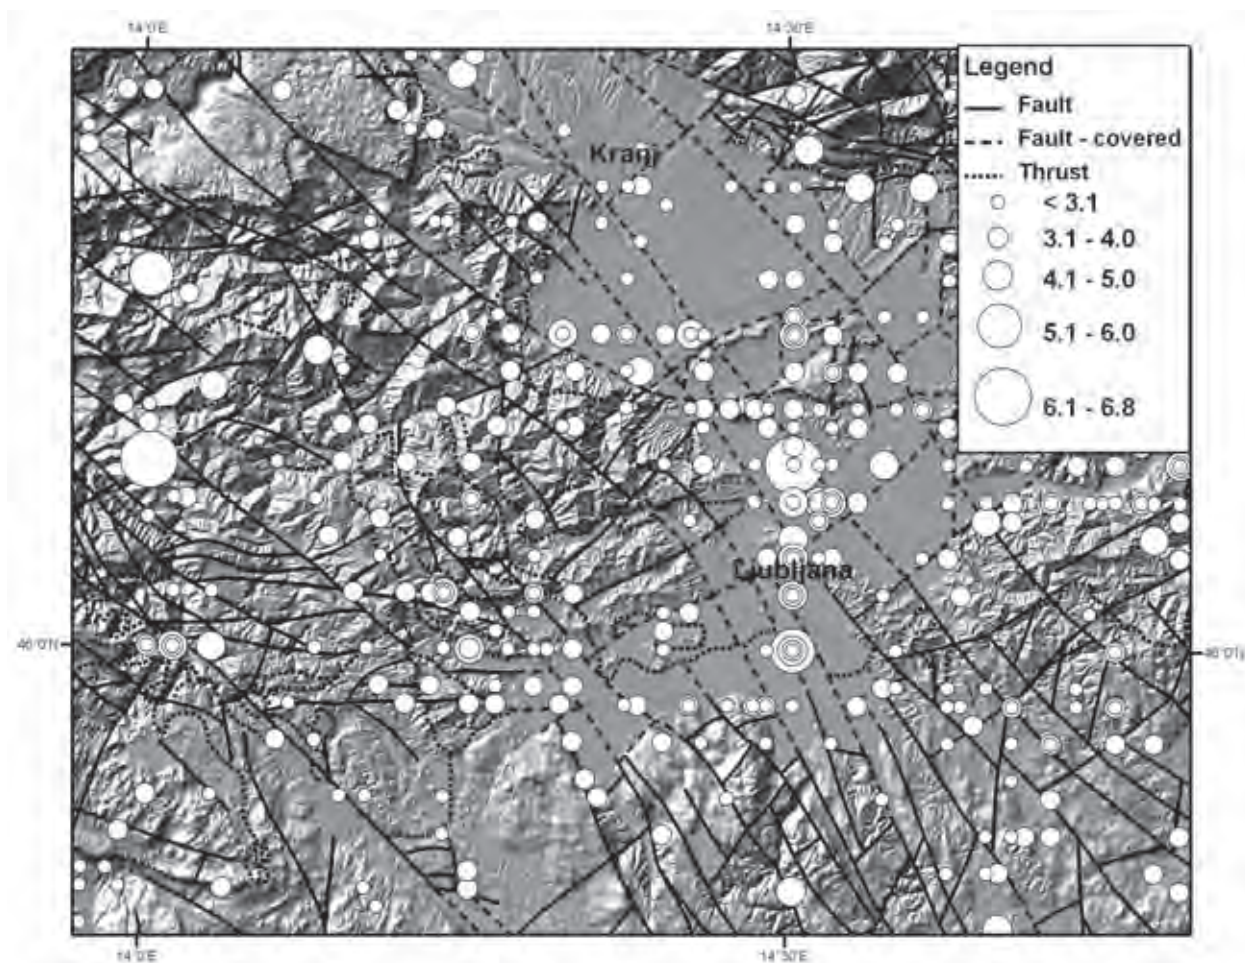 14°0'E 14°30'E
Legend
Fault
Fault - covered
Thrust
< 3.1
3.1 - 4.0
4.1 - 5.0
5.1 - 6.0
6.1 - 6.8
Kranj
Ljubljana
46°0'N 46°0'N
14°0'E 14°30'E